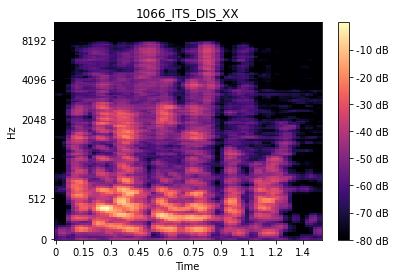 1066_ITS_DIS_XX
8192
4096
2048
1024
512
0
Hz
0 0.15 0.3 0.45 0.6 0.75 0.9 1.1 1.2 1.4
Time
-10 dB
-20 dB
-30 dB
-40 dB
-50 dB
-60 dB
-70 dB
-80 dB